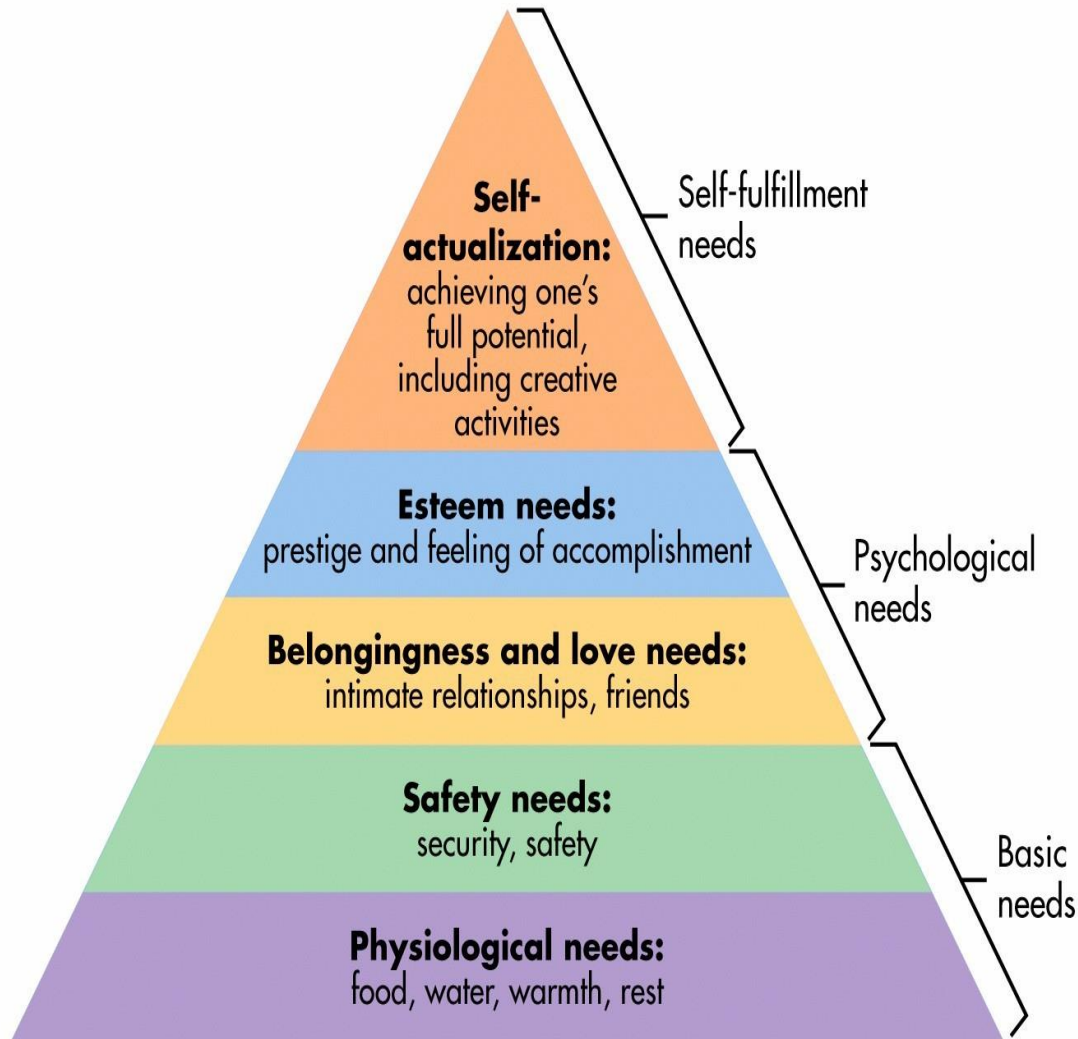 Self-
actualization:
achieving one's
full potential,
including creative
activities
Self-fulfillment
needs
Esteem needs:
prestige and feeling of accomplishment
Psychological
needs
Belongingness and love needs:
intimate relationships, friends
Safety needs:
security, safety
Basic
needs
Physiological needs:
food, water, warmth, rest